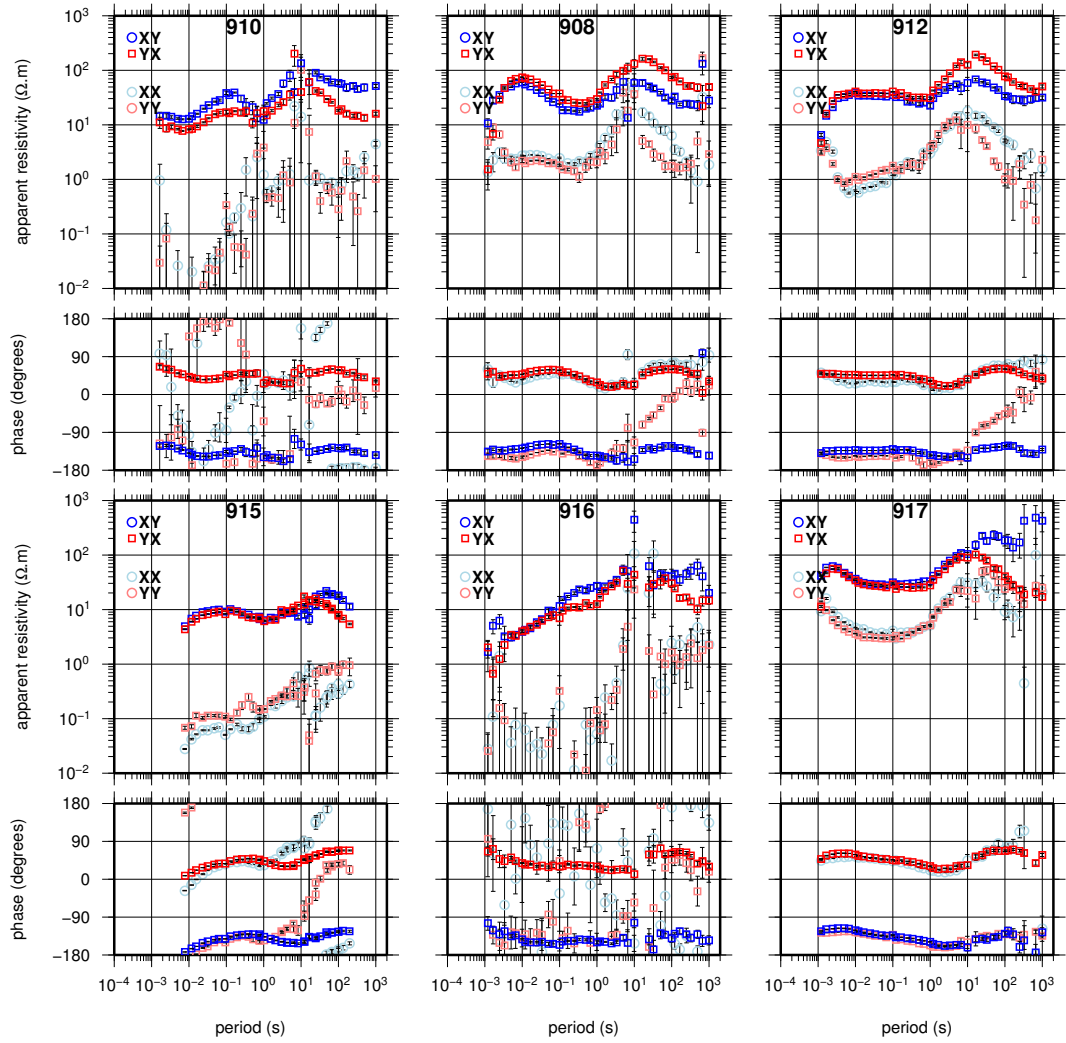 910 908 912
XY XY XY
YX YX YX
XX XX XX
YY YY YY
apparent resistivity (Ω.m)
10³
10²
10¹
10⁰
10⁻¹
10⁻²
phase (degrees)
180
90
0
−90
−180
915 916 917
XY XY XY
YX YX YX
XX XX XX
YY YY YY
apparent resistivity (Ω.m)
10³
10²
10¹
10⁰
10⁻¹
10⁻²
phase (degrees)
180
90
0
−90
−180
10⁻⁴ 10⁻³ 10⁻² 10⁻¹ 10⁰ 10¹ 10² 10³ 10⁻⁴ 10⁻³ 10⁻² 10⁻¹ 10⁰ 10¹ 10² 10³ 10⁻⁴ 10⁻³ 10⁻² 10⁻¹ 10⁰ 10¹ 10² 10³
period (s) period (s) period (s)